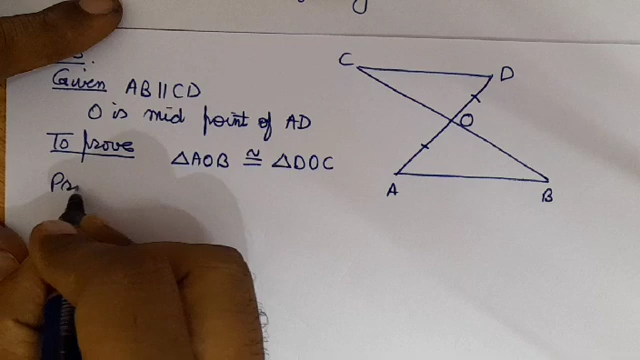 Given AB || CD
O is mid point of AD
To prove △AOB ≅ △DOC
C
D
O
A
B